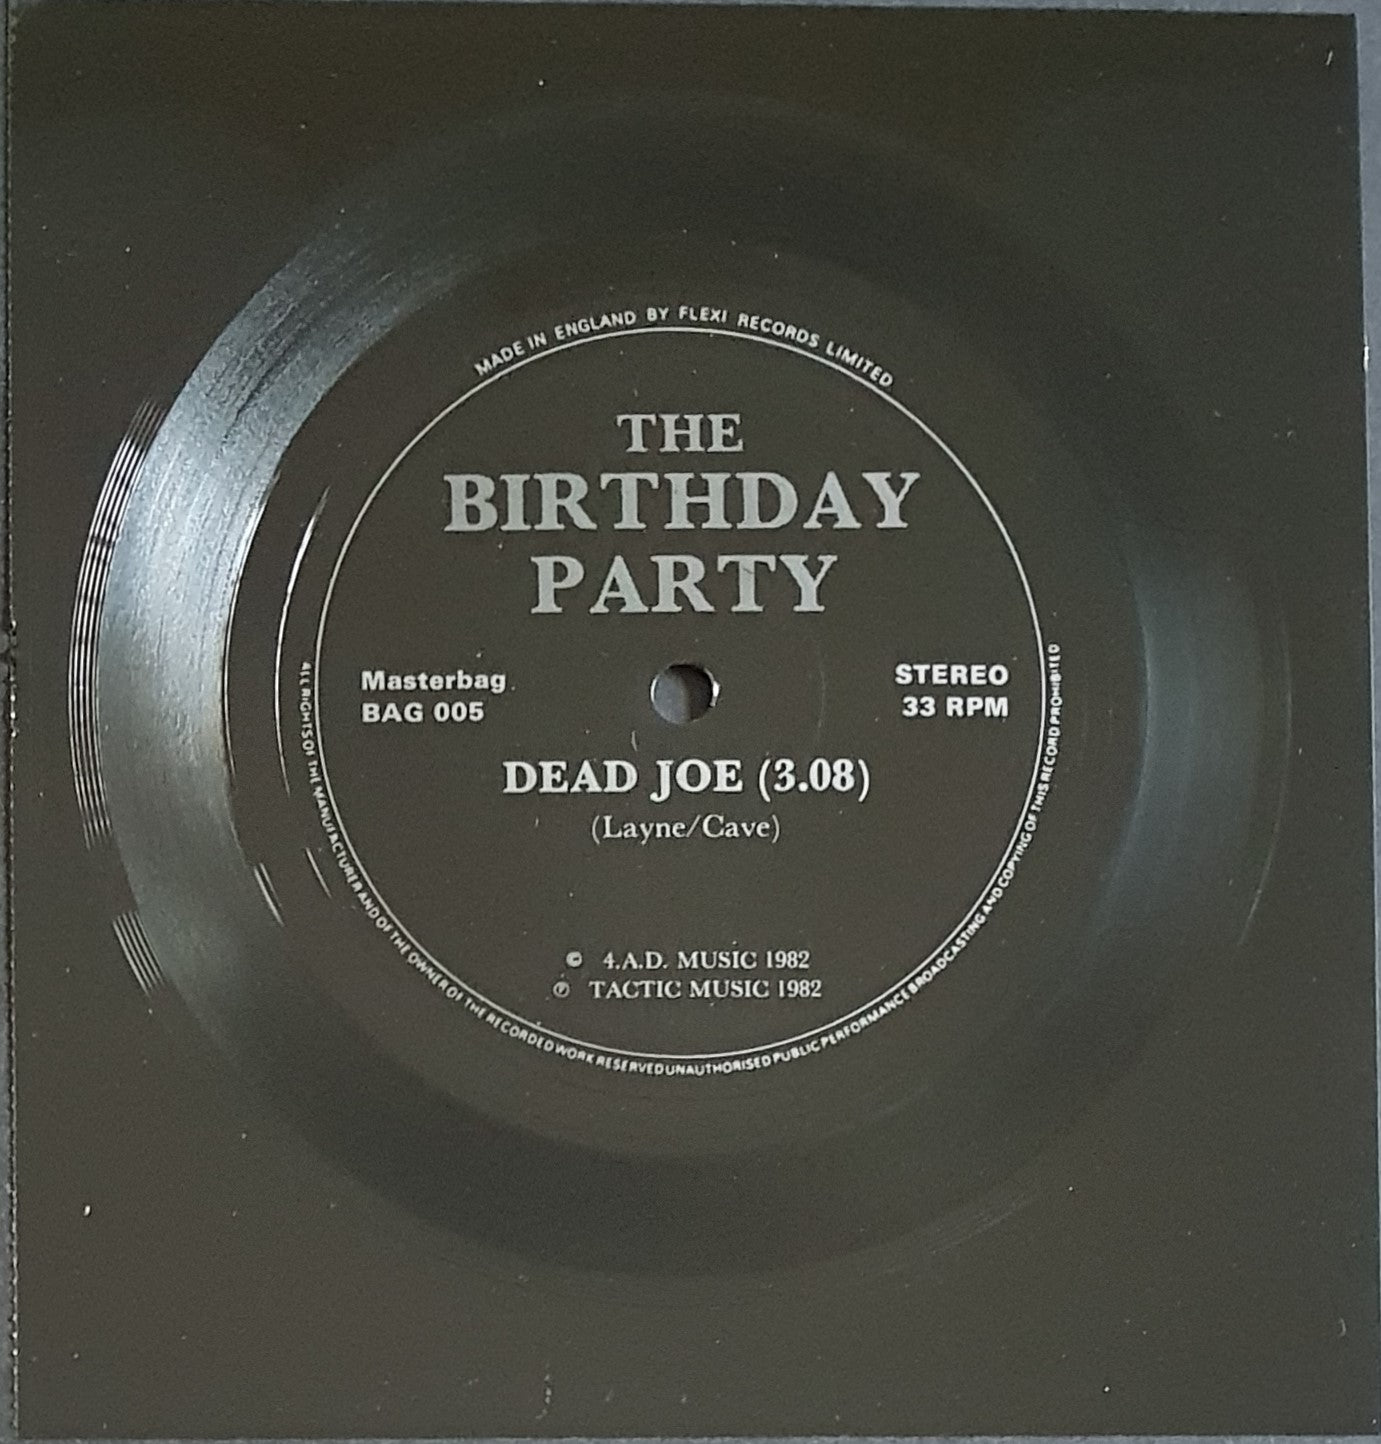 MADE IN ENGLAND BY FLEXI RECORDS LIMITED
THE
BIRTHDAY
PARTY
Masterbag
BAG 005
STEREO
33 RPM
DEAD JOE (3.08)
(Layne/Cave)
© 4.A.D. MUSIC 1982
℗ TACTIC MUSIC 1982
ALL RIGHTS OF THE MANUFACTURER AND OF THE OWNER OF THE RECORDED WORK RESERVED UNAUTHORISED PUBLIC PERFORMANCE BROADCASTING AND COPYING OF THIS RECORD PROHIBITED